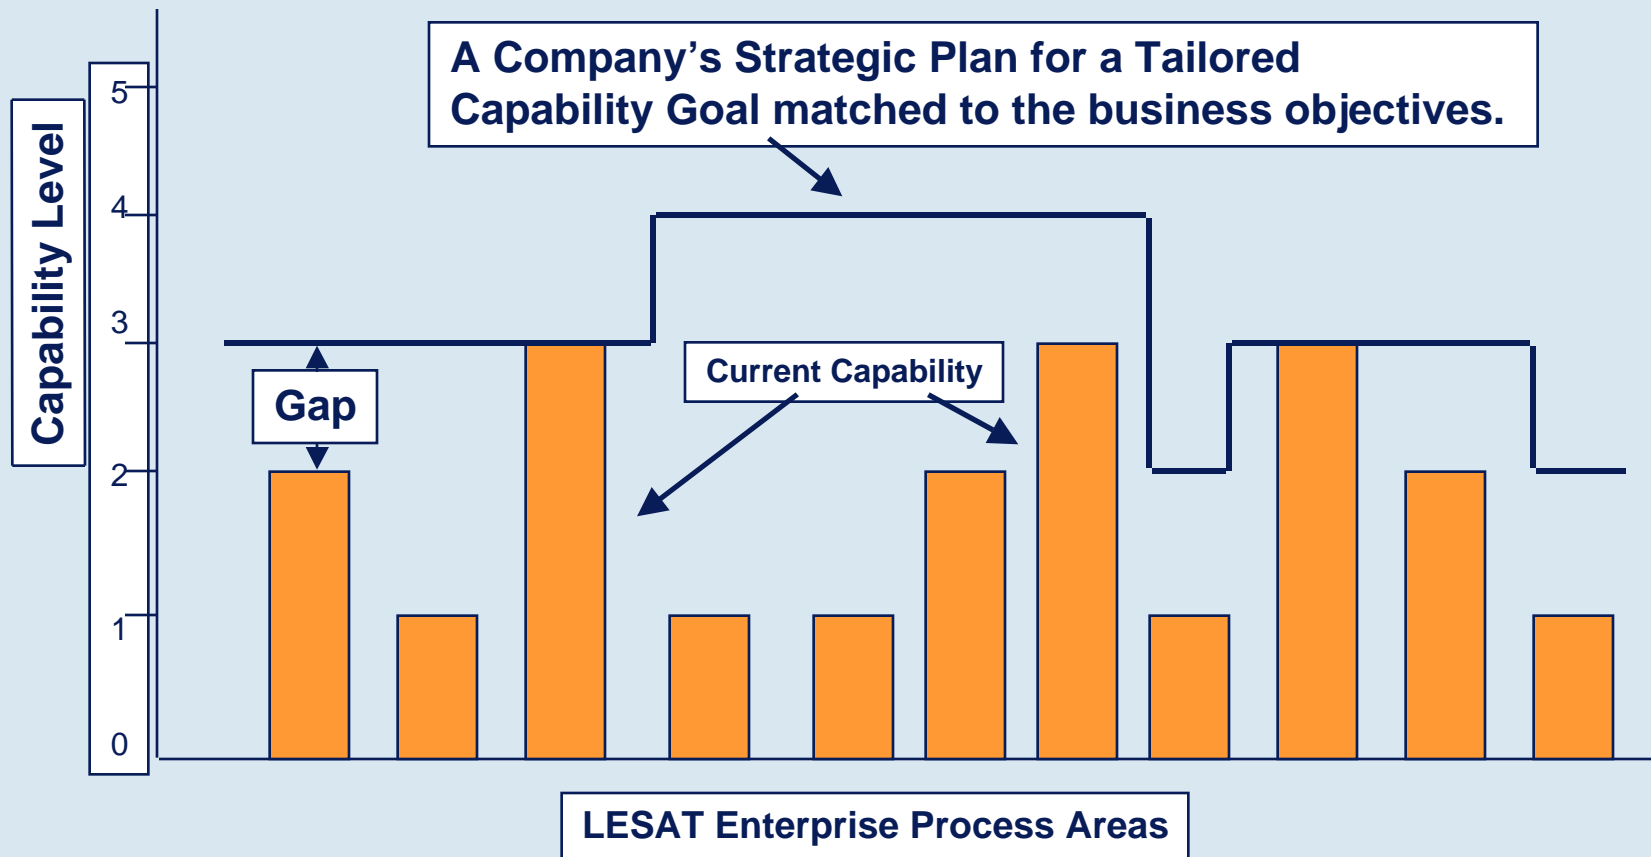 A Company’s Strategic Plan for a Tailored
Capability Goal matched to the business objectives.
Capability Level
5
4
3
2
1
0
Gap
Current Capability
LESAT Enterprise Process Areas